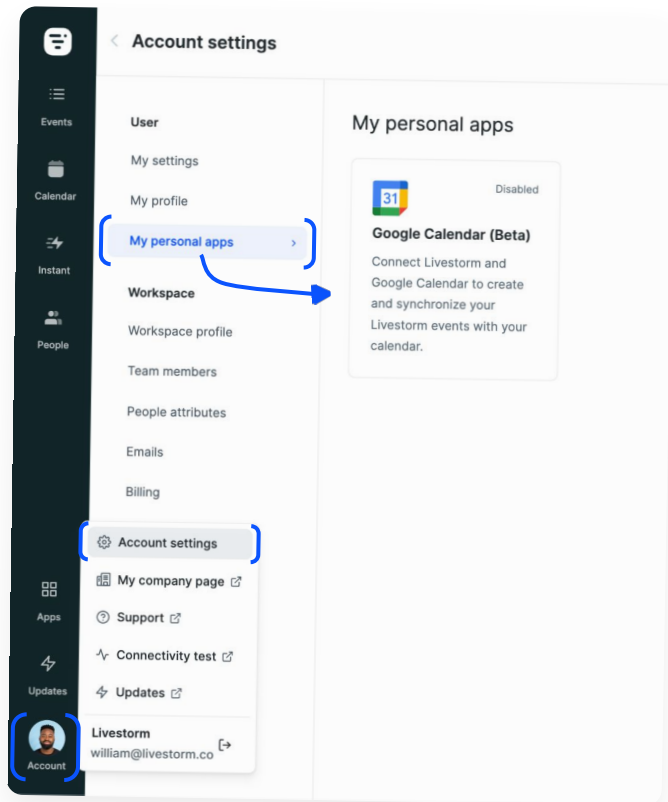 Account settings
Events
Calendar
Instant
People
Apps
Updates
Account
User
My settings
My profile
My personal apps
Workspace
Workspace profile
Team members
People attributes
Emails
Billing
Account settings
My company page
Support
Connectivity test
Updates
Livestorm
william@livestorm.co
My personal apps
31
Disabled
Google Calendar (Beta)
Connect Livestorm and
Google Calendar to create
and synchronize your
Livestorm events with your
calendar.